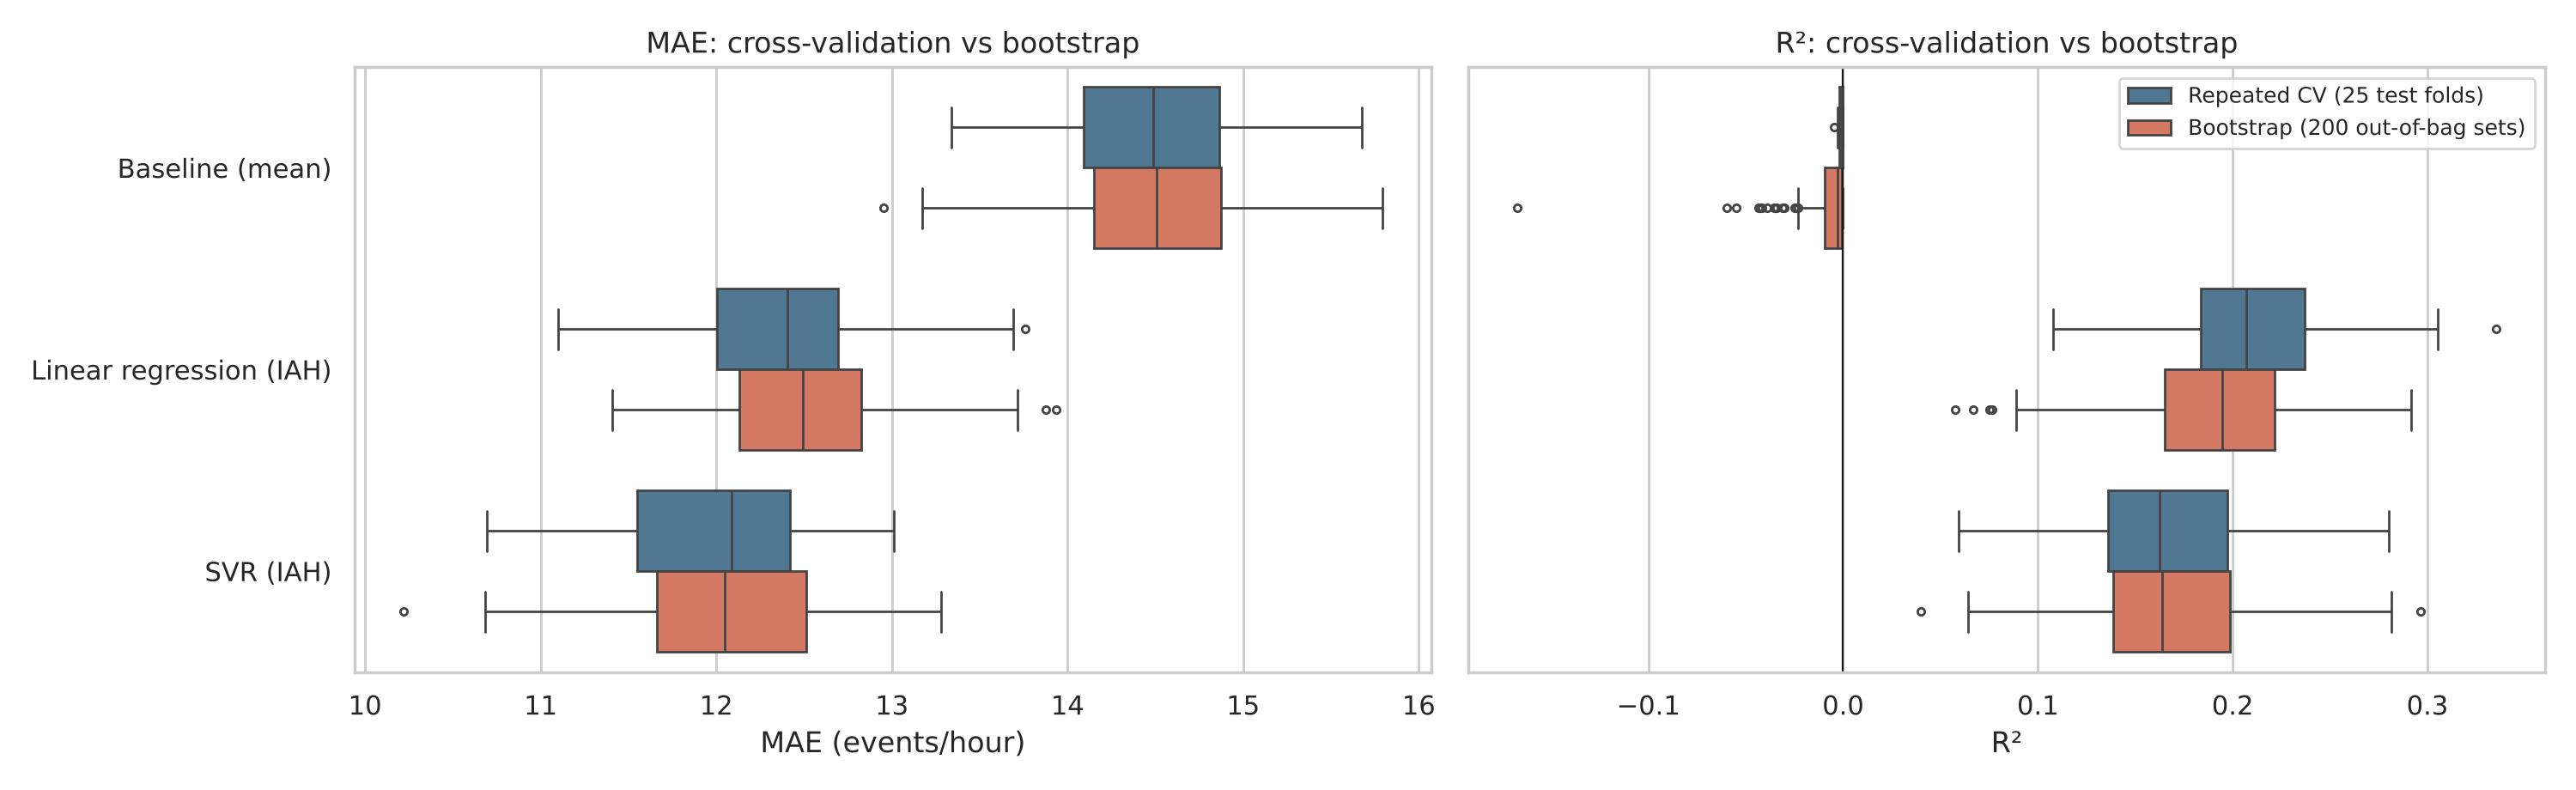 MAE: cross-validation vs bootstrap
R²: cross-validation vs bootstrap
Repeated CV (25 test folds)
Bootstrap (200 out-of-bag sets)
Baseline (mean)
Linear regression (IAH)
SVR (IAH)
10 11 12 13 14 15 16
−0.1 0.0 0.1 0.2 0.3
MAE (events/hour)
R²